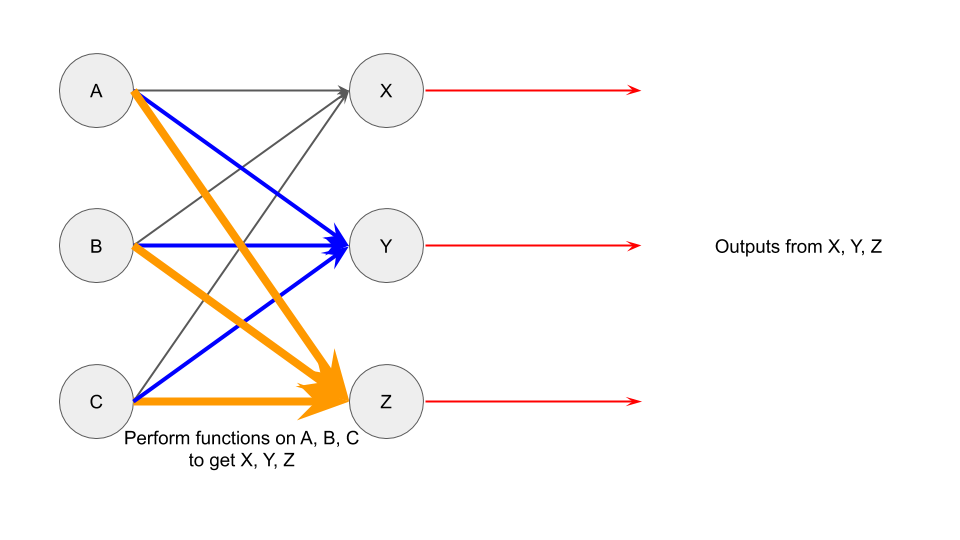 A
X
B
Y
Outputs from X, Y, Z
C
Z
Perform functions on A, B, C
to get X, Y, Z